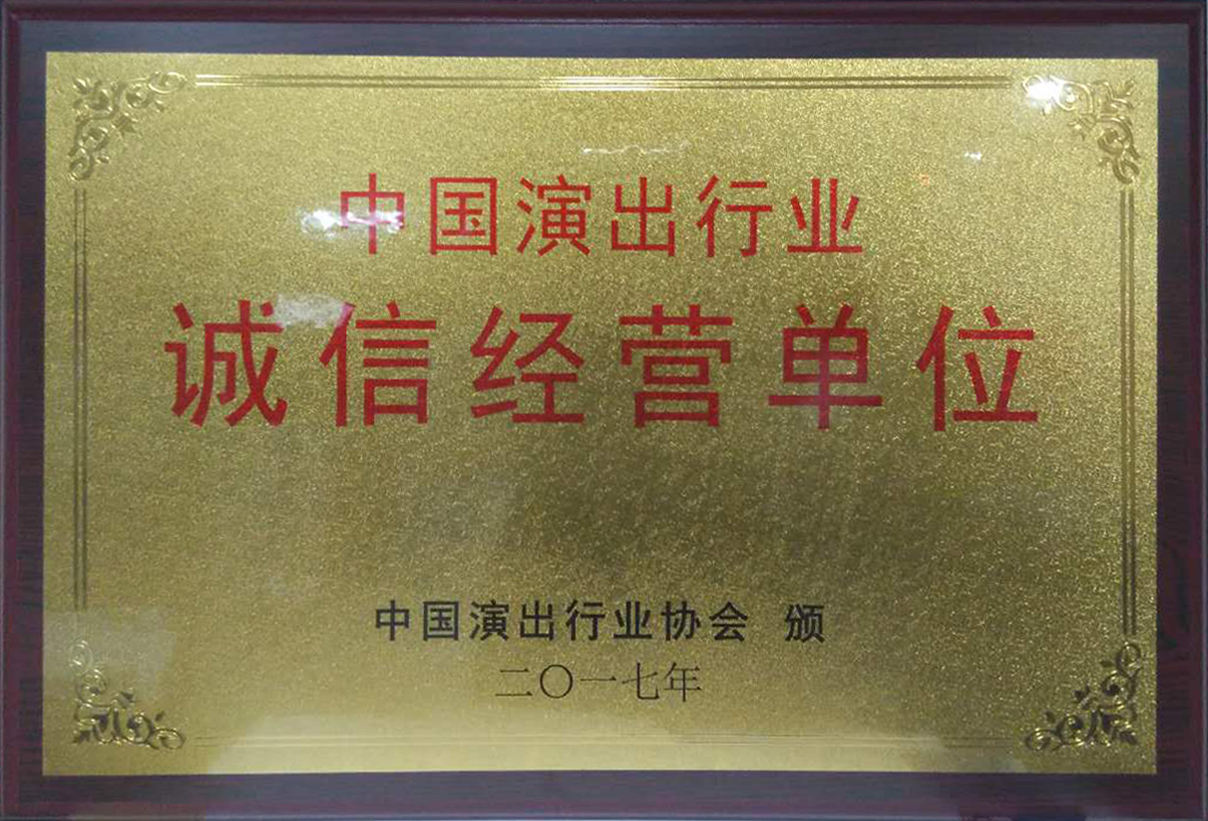 中国演出行业
诚信经营单位
中国演出行业协会 颁
二〇一七年